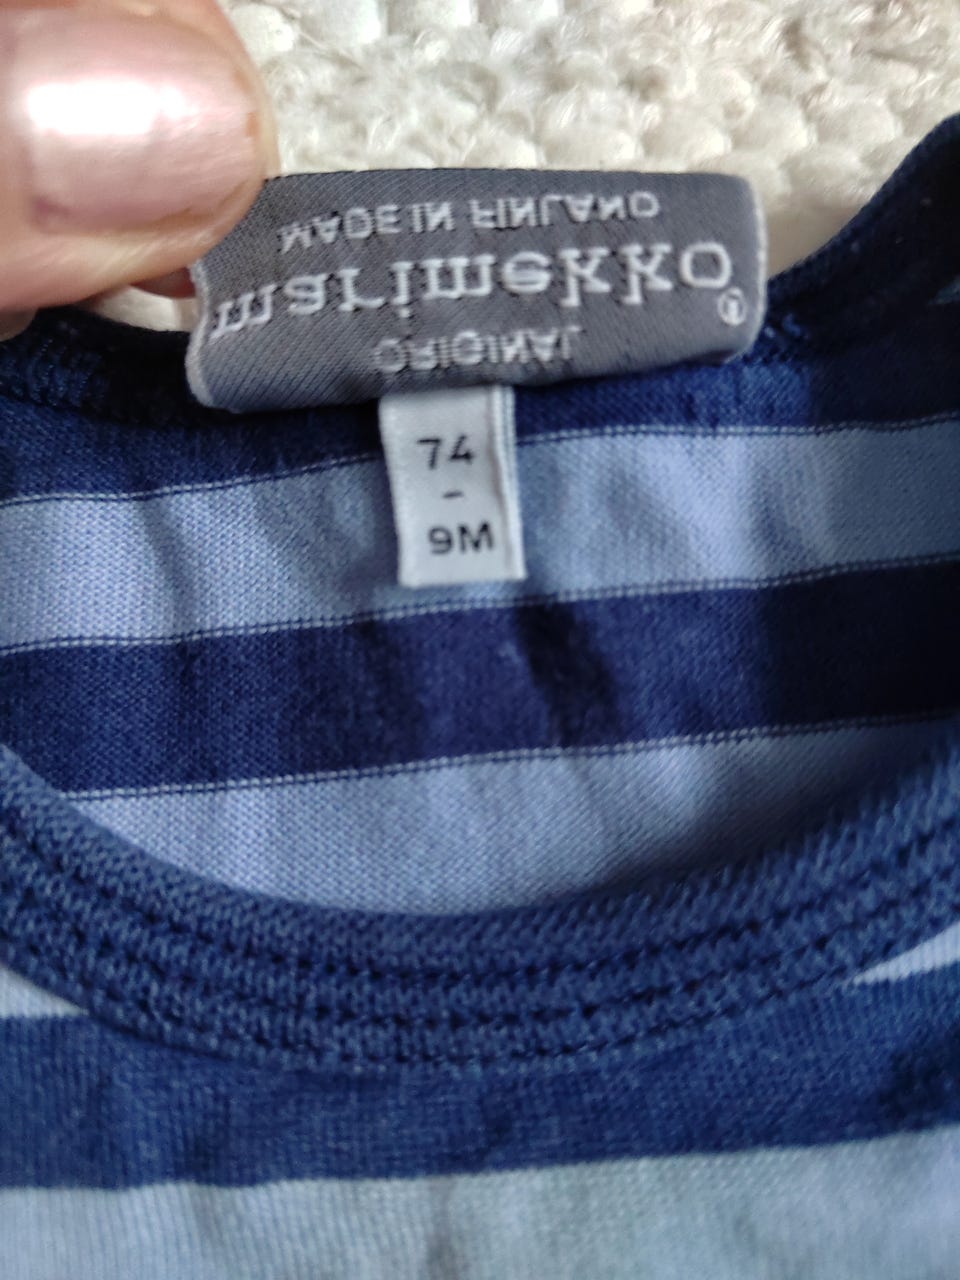 ORIGINAL
marimekko®
MADE IN FINLAND
74
-
9M